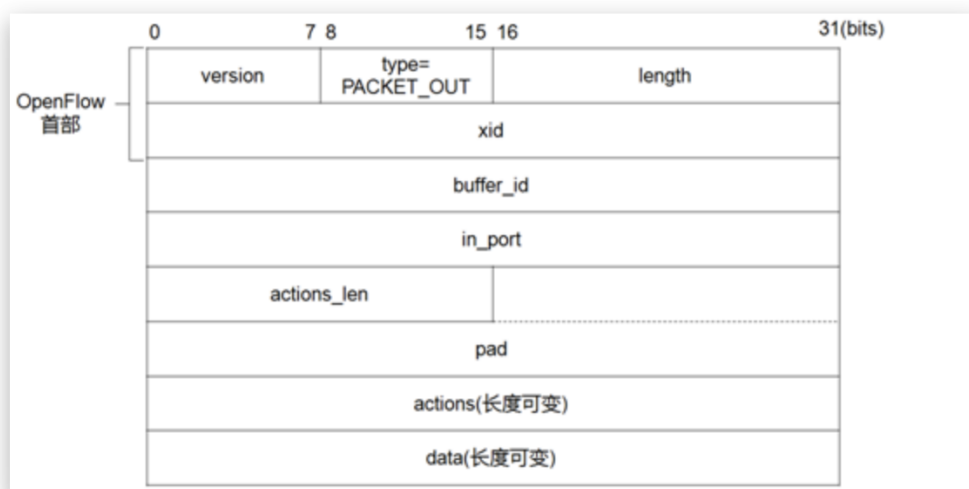 0 7 8 15 16 31(bits)
version
type=
PACKET_OUT
length
OpenFlow
首部
xid
buffer_id
in_port
actions_len
pad
actions(长度可变)
data(长度可变)